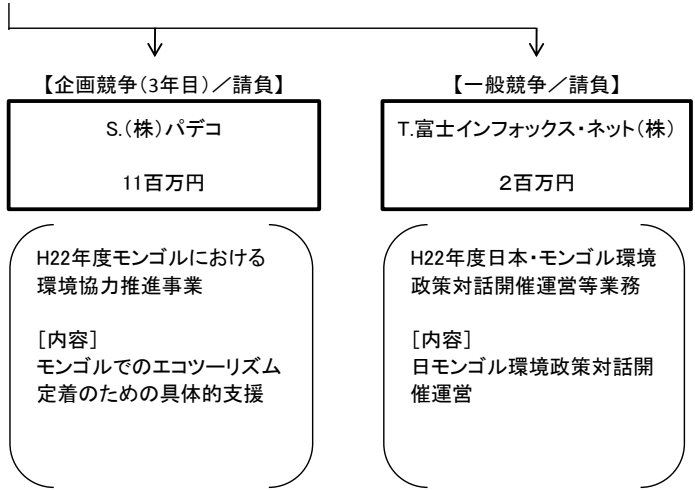 【企画競争(3年目)／請負】
S.(株)パデコ
11百万円
H22年度モンゴルにおける
環境協力推進事業
[内容]
モンゴルでのエコツーリズム
定着のための具体的支援
【一般競争／請負】
T.富士インフォックス・ネット(株)
2百万円
H22年度日本・モンゴル環境
政策対話開催運営等業務
[内容]
日モンゴル環境政策対話開
催運営